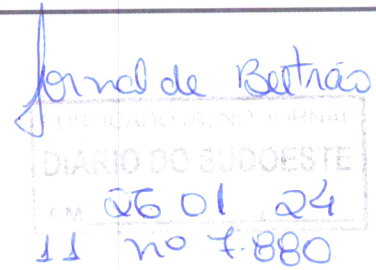 Jornal de Beltrão
PUBLICADO NO JORNAL
DIÁRIO DO SUDOESTE
EM 26 01 24
11 nº 7.880